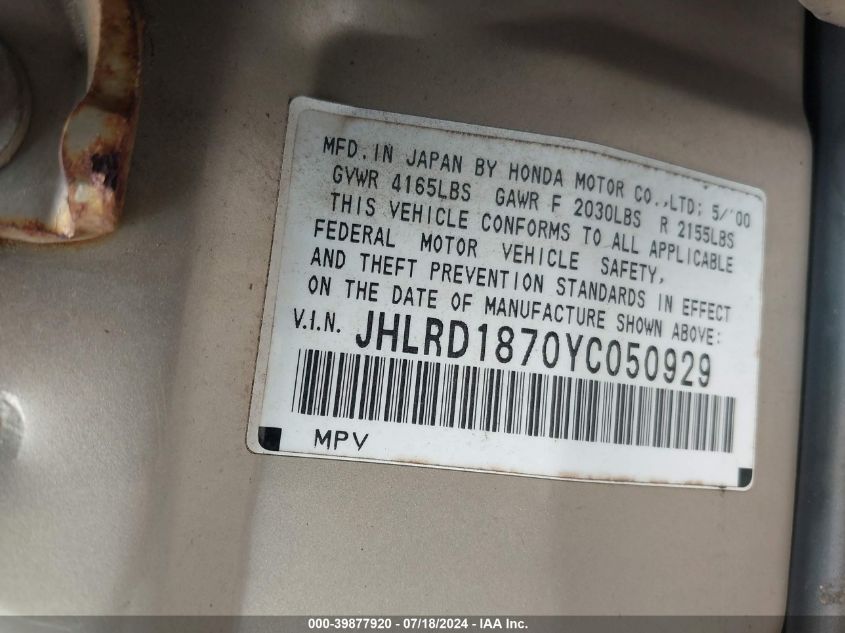 MFD. IN JAPAN BY HONDA MOTOR CO.,LTD; 5/'00
GVWR 4165LBS GAWR F 2030LBS R 2155LBS
THIS VEHICLE CONFORMS TO ALL APPLICABLE
FEDERAL MOTOR VEHICLE SAFETY,
AND THEFT PREVENTION STANDARDS IN EFFECT
ON THE DATE OF MANUFACTURE SHOWN ABOVE:
V.I.N. JHLRD1870YC050929
MPV
000-39877920 - 07/18/2024 - IAA Inc.